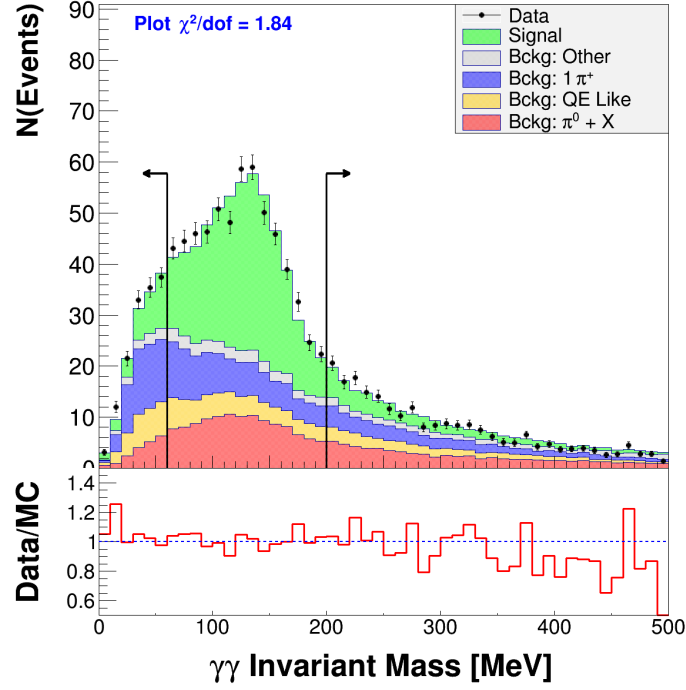 Plot χ²/dof = 1.84
Data
Signal
Bckg: Other
Bckg: 1 π⁺
Bckg: QE Like
Bckg: π⁰ + X
N(Events)
90
80
70
60
50
40
30
20
10
0
Data/MC
1.4
1.2
1
0.8
0.6
0 100 200 300 400 500
γγ Invariant Mass [MeV]